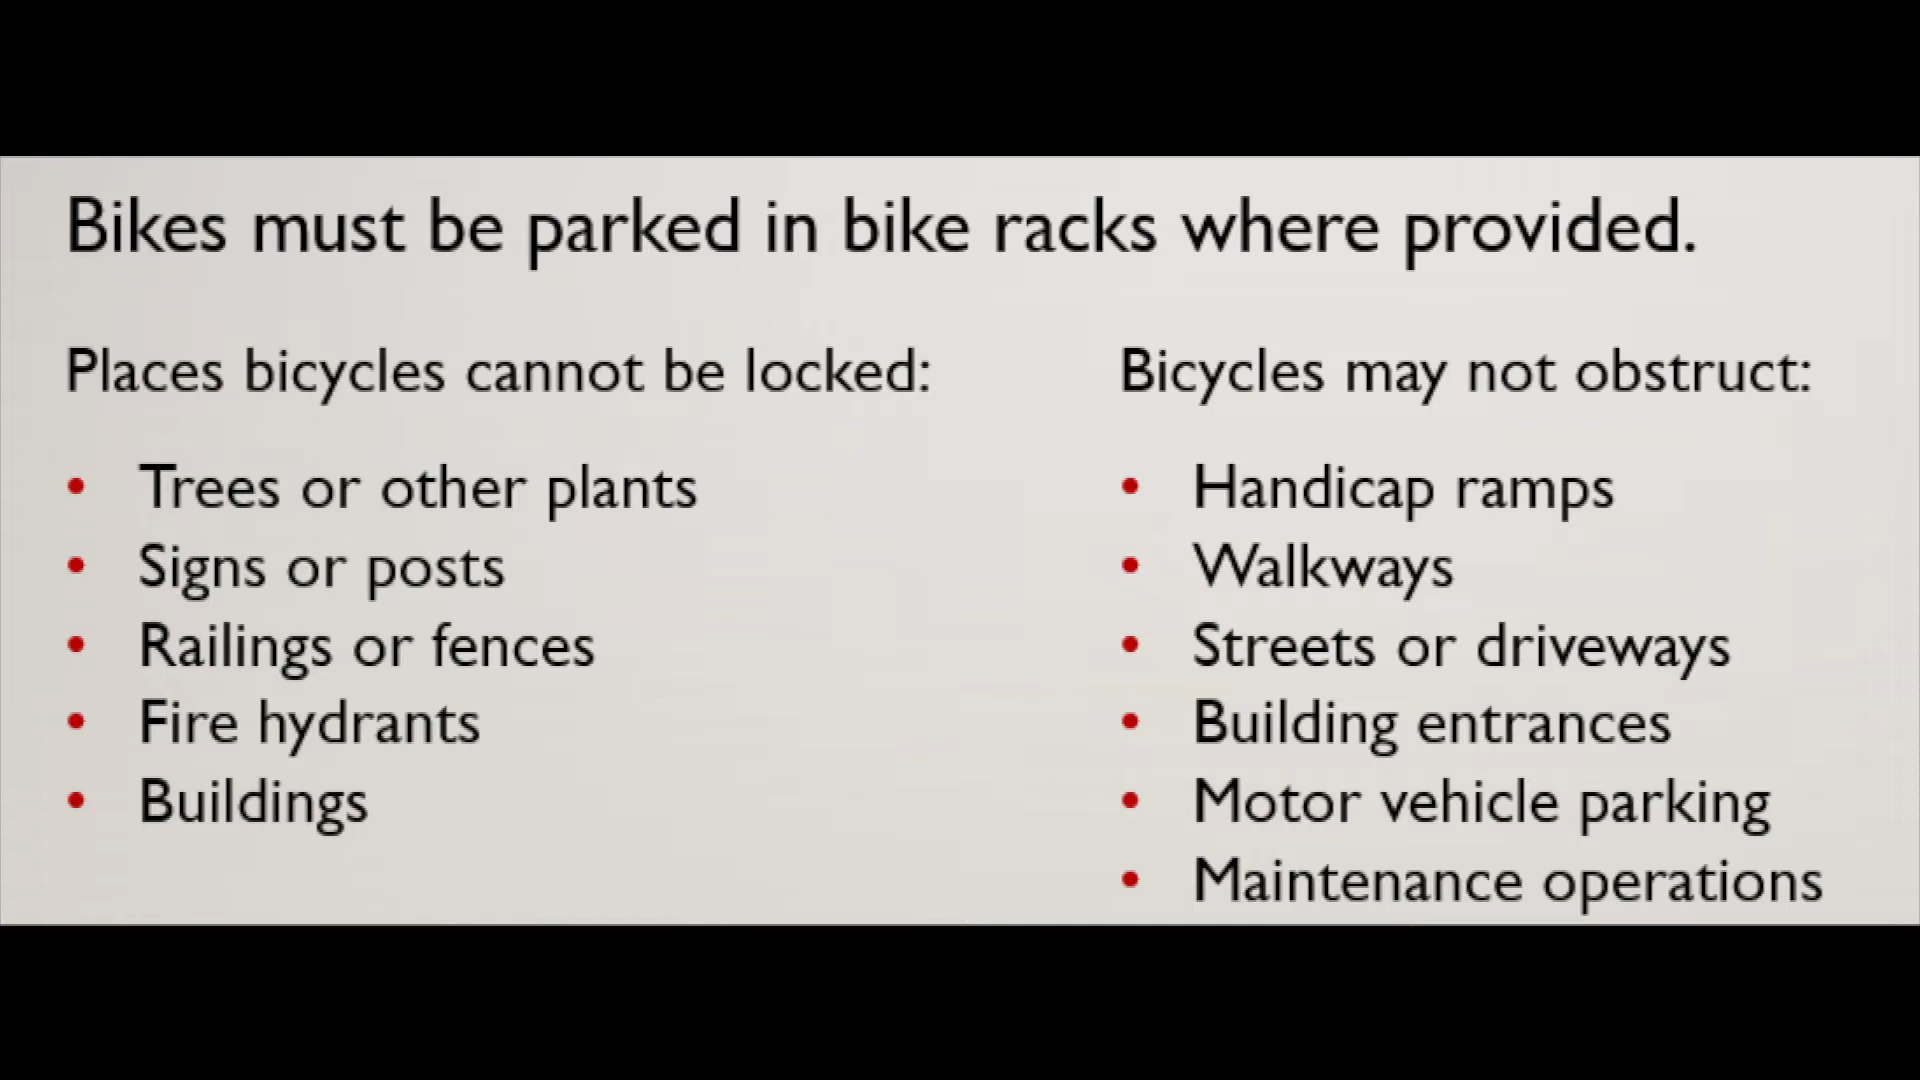 Bikes must be parked in bike racks where provided.
Places bicycles cannot be locked:
• Trees or other plants
• Signs or posts
• Railings or fences
• Fire hydrants
• Buildings
Bicycles may not obstruct:
• Handicap ramps
• Walkways
• Streets or driveways
• Building entrances
• Motor vehicle parking
• Maintenance operations